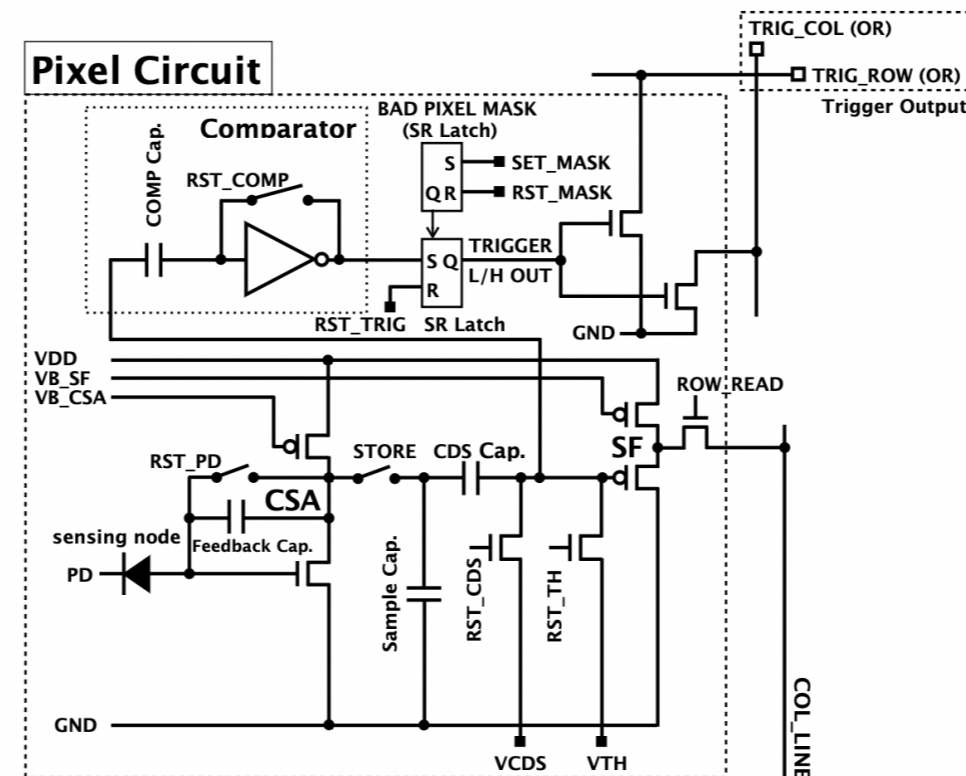 TRIG_COL (OR)
TRIG_ROW (OR)
Trigger Output
Pixel Circuit
Comparator
BAD PIXEL MASK
(SR Latch)
COMP Cap.
RST_COMP
S
SET_MASK
Q R
RST_MASK
S Q
TRIGGER
L/H OUT
R
RST_TRIG
SR Latch
GND
VDD
VB_SF
VB_CSA
ROW_READ
RST_PD
STORE
CDS Cap.
SF
CSA
sensing node
Feedback Cap.
PD
Sample Cap.
RST_CDS
RST_TH
GND
VCDS
VTH
COL_LINE